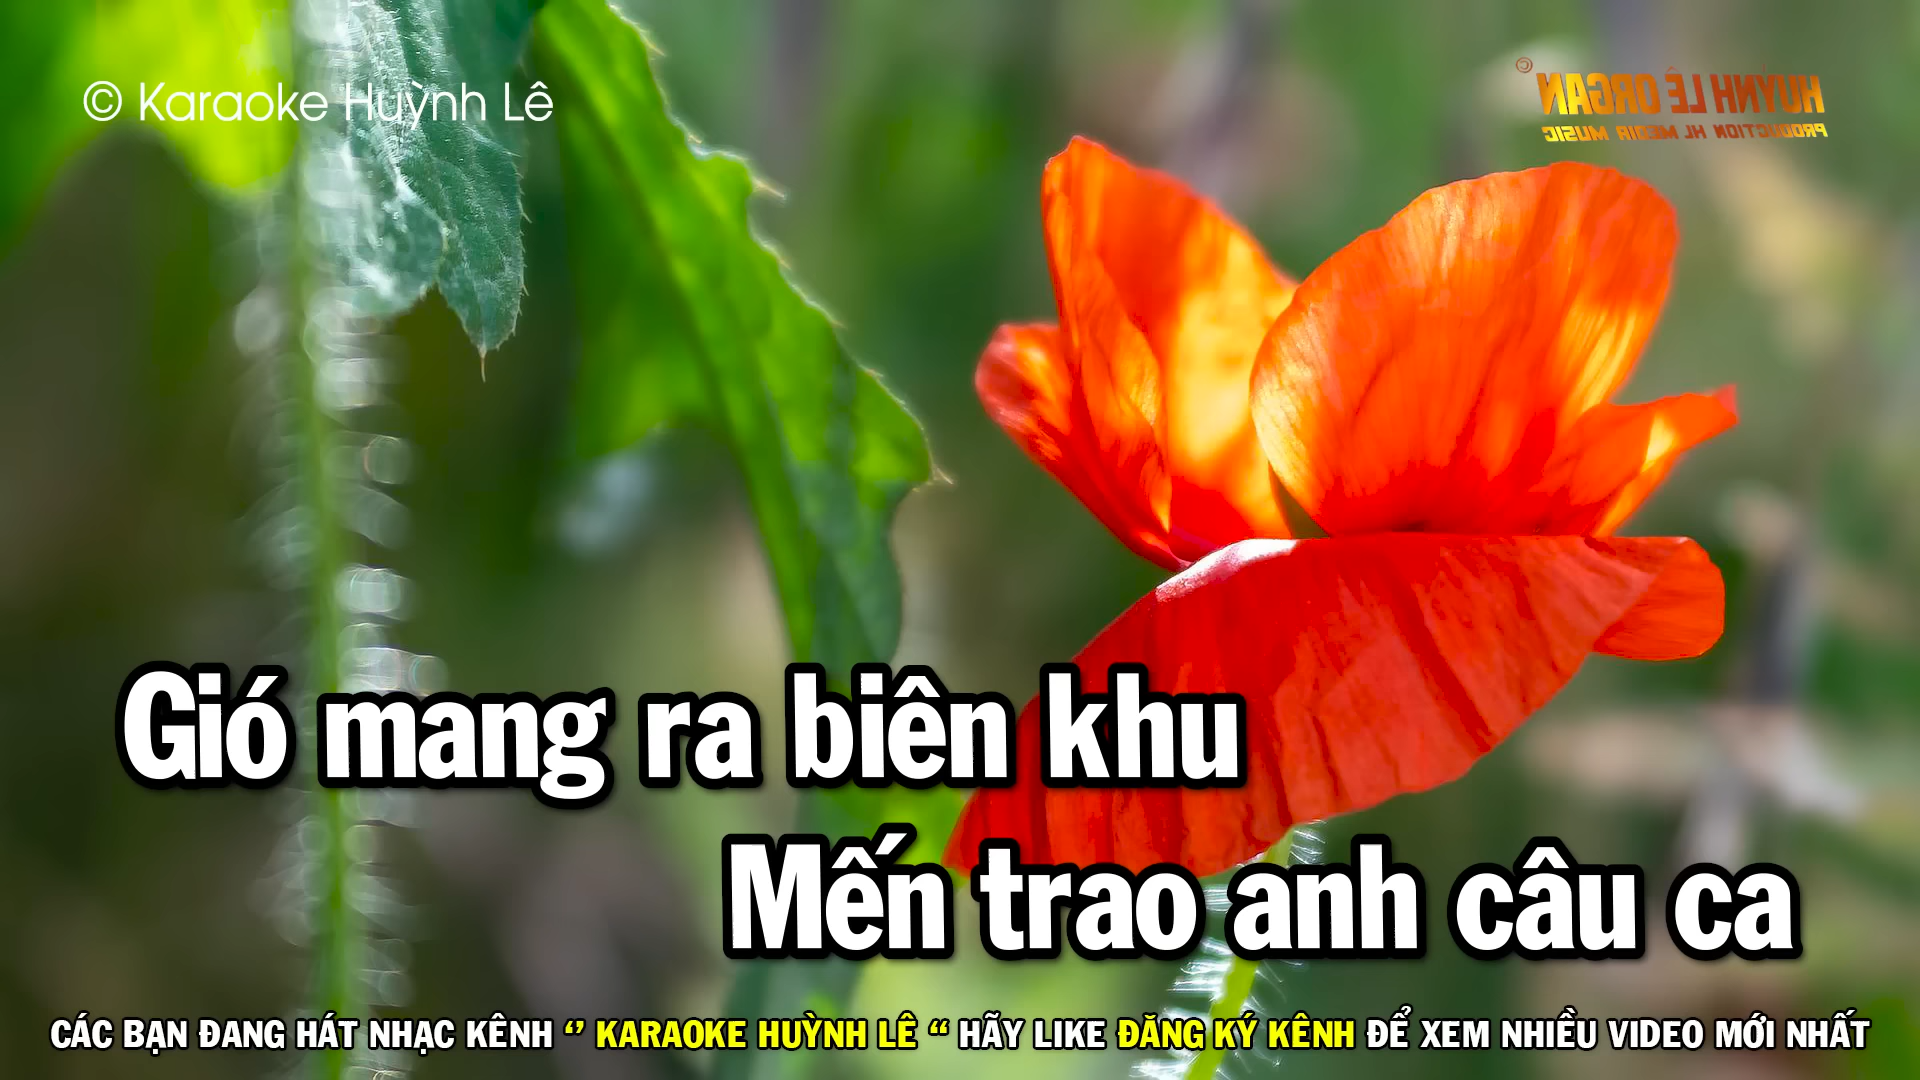 © Karaoke Huỳnh Lê
HUỲNH LÊ ORGAN ©
PRODUCTION HL MEDIA MUSIC
Gió mang ra biên khu
Mến trao anh câu ca
CÁC BẠN ĐANG HÁT NHẠC KÊNH ‘’ KARAOKE HUỲNH LÊ “ HÃY LIKE ĐĂNG KÝ KÊNH ĐỂ XEM NHIỀU VIDEO MỚI NHẤT